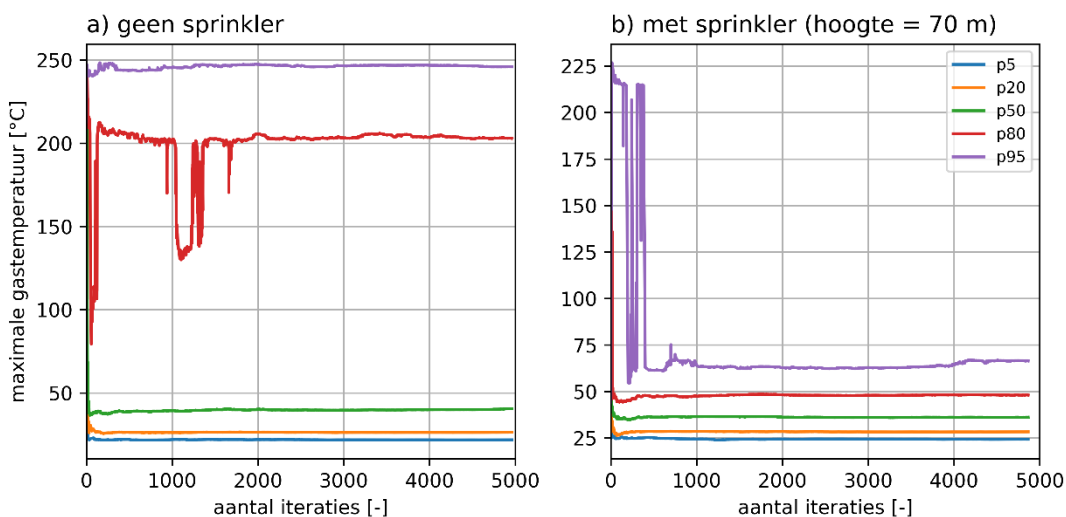 a) geen sprinkler
maximale gastemperatuur [°C]
250
200
150
100
50
0
1000
2000
3000
4000
5000
aantal iteraties [-]
b) met sprinkler (hoogte = 70 m)
225
200
175
150
125
100
75
50
25
0
1000
2000
3000
4000
5000
aantal iteraties [-]
p5
p20
p50
p80
p95